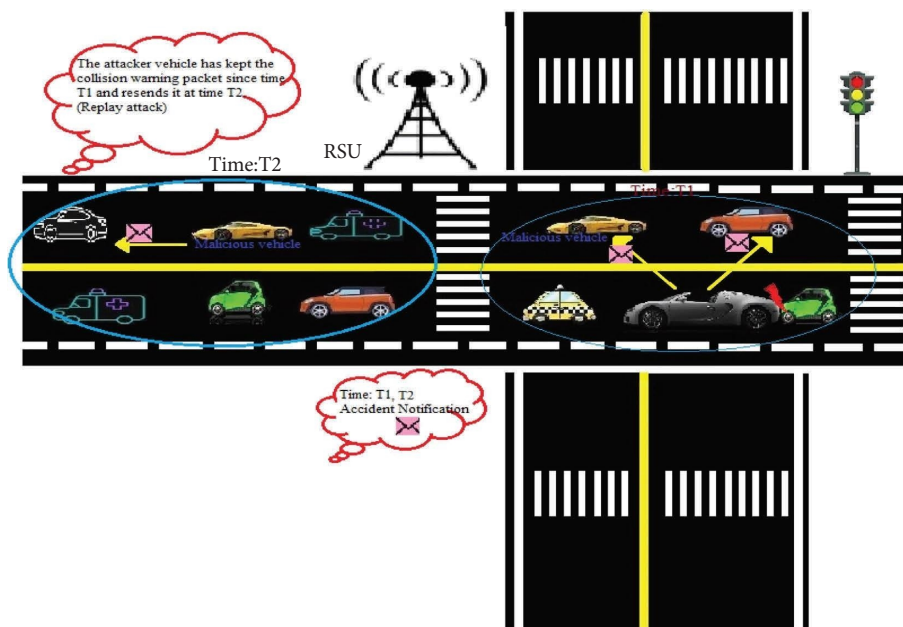 The attacker vehicle has kept the
collision warning packet since time
T1 and resends it at time T2
(Replay attack)
RSU
Time:T2
Time:T1
Malicious vehicle
Malicious vehicle
Time: T1, T2
Accident Notification